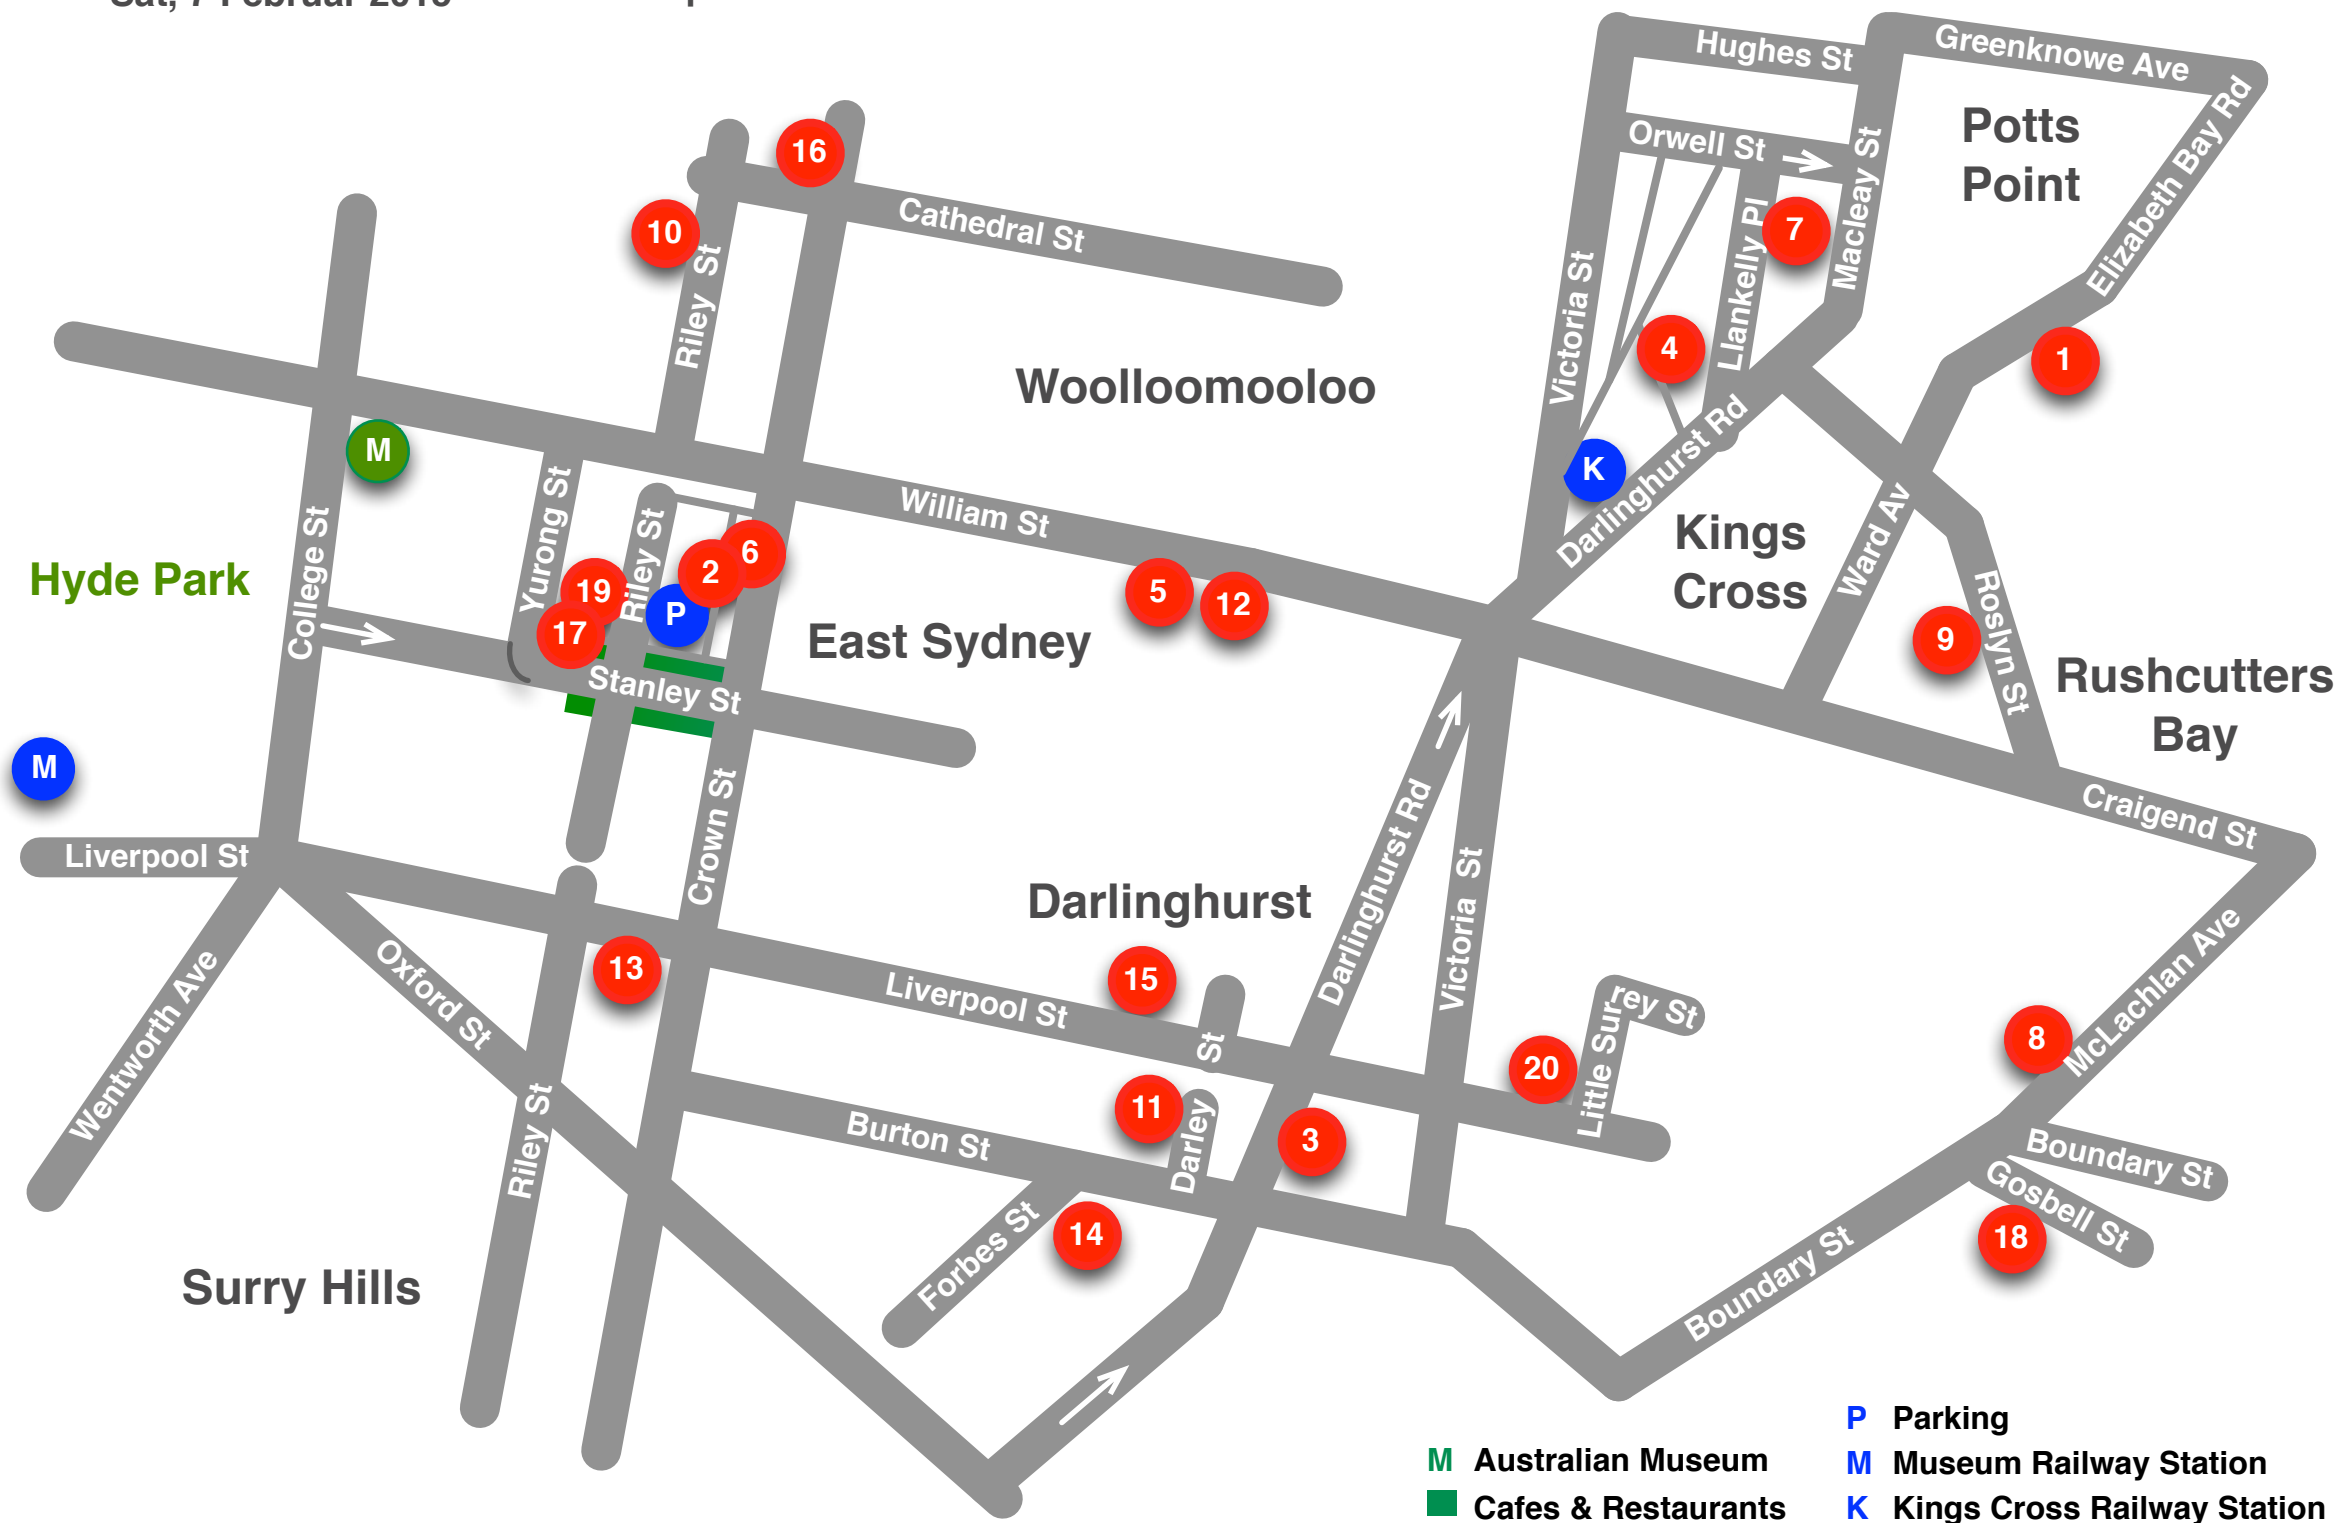 Sat, 7 Februar 2015
Hughes St
Greenknowe Ave
Potts
Point
Orwell St
Macleay St
Elizabeth Bay Rd
16
10
Cathedral St
Riley St
7
Llankelly Pl
Victoria St
4
1
Woolloomooloo
M
K
Darlinghurst Rd
Kings
Cross
Ward Av
Roslyn St
9
Rushcutters
Bay
William St
Yurong St
Riley St
College St
Hyde Park
6
2
19
P
17
5
12
East Sydney
Stanley St
M
Liverpool St
Crown St
Craigend St
Darlinghurst
Darlinghurst Rd
Victoria St
McLachlan Ave
Wentworth Ave
Oxford St
13
Liverpool St
15
St
Darley
11
3
20
Little Sur
rey St
8
Riley St
Burton St
14
Forbes St
Boundary St
Gosbell St
18
Boundary St
Surry Hills
P Parking
M Australian Museum
M Museum Railway Station
Cafes & Restaurants
K Kings Cross Railway Station